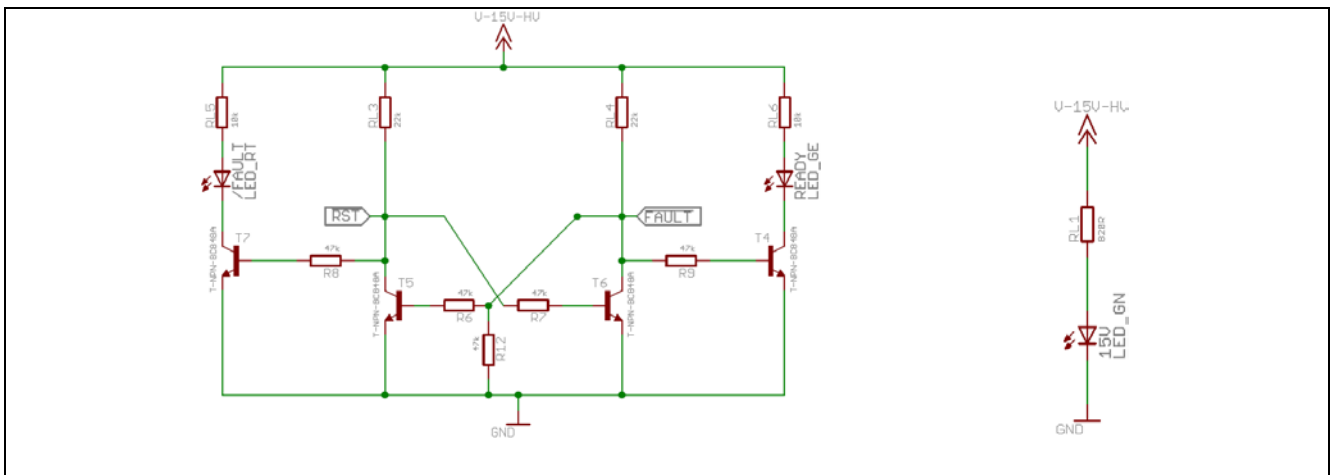 V-15V-HV
RL5
10k
RL3
22k
RL4
22k
RL6
10k
/FAULT
LED_RT
READY
LED_GE
RST
FAULT
T7
T-NPN-BC848A
47k
R8
T5
T-NPN-BC848A
47k
R6
47k
R12
47k
R7
T6
T-NPN-BC848A
47k
R9
T4
T-NPN-BC848A
GND
V-15V-HV
RL1
820R
15V
LED_GN
GND